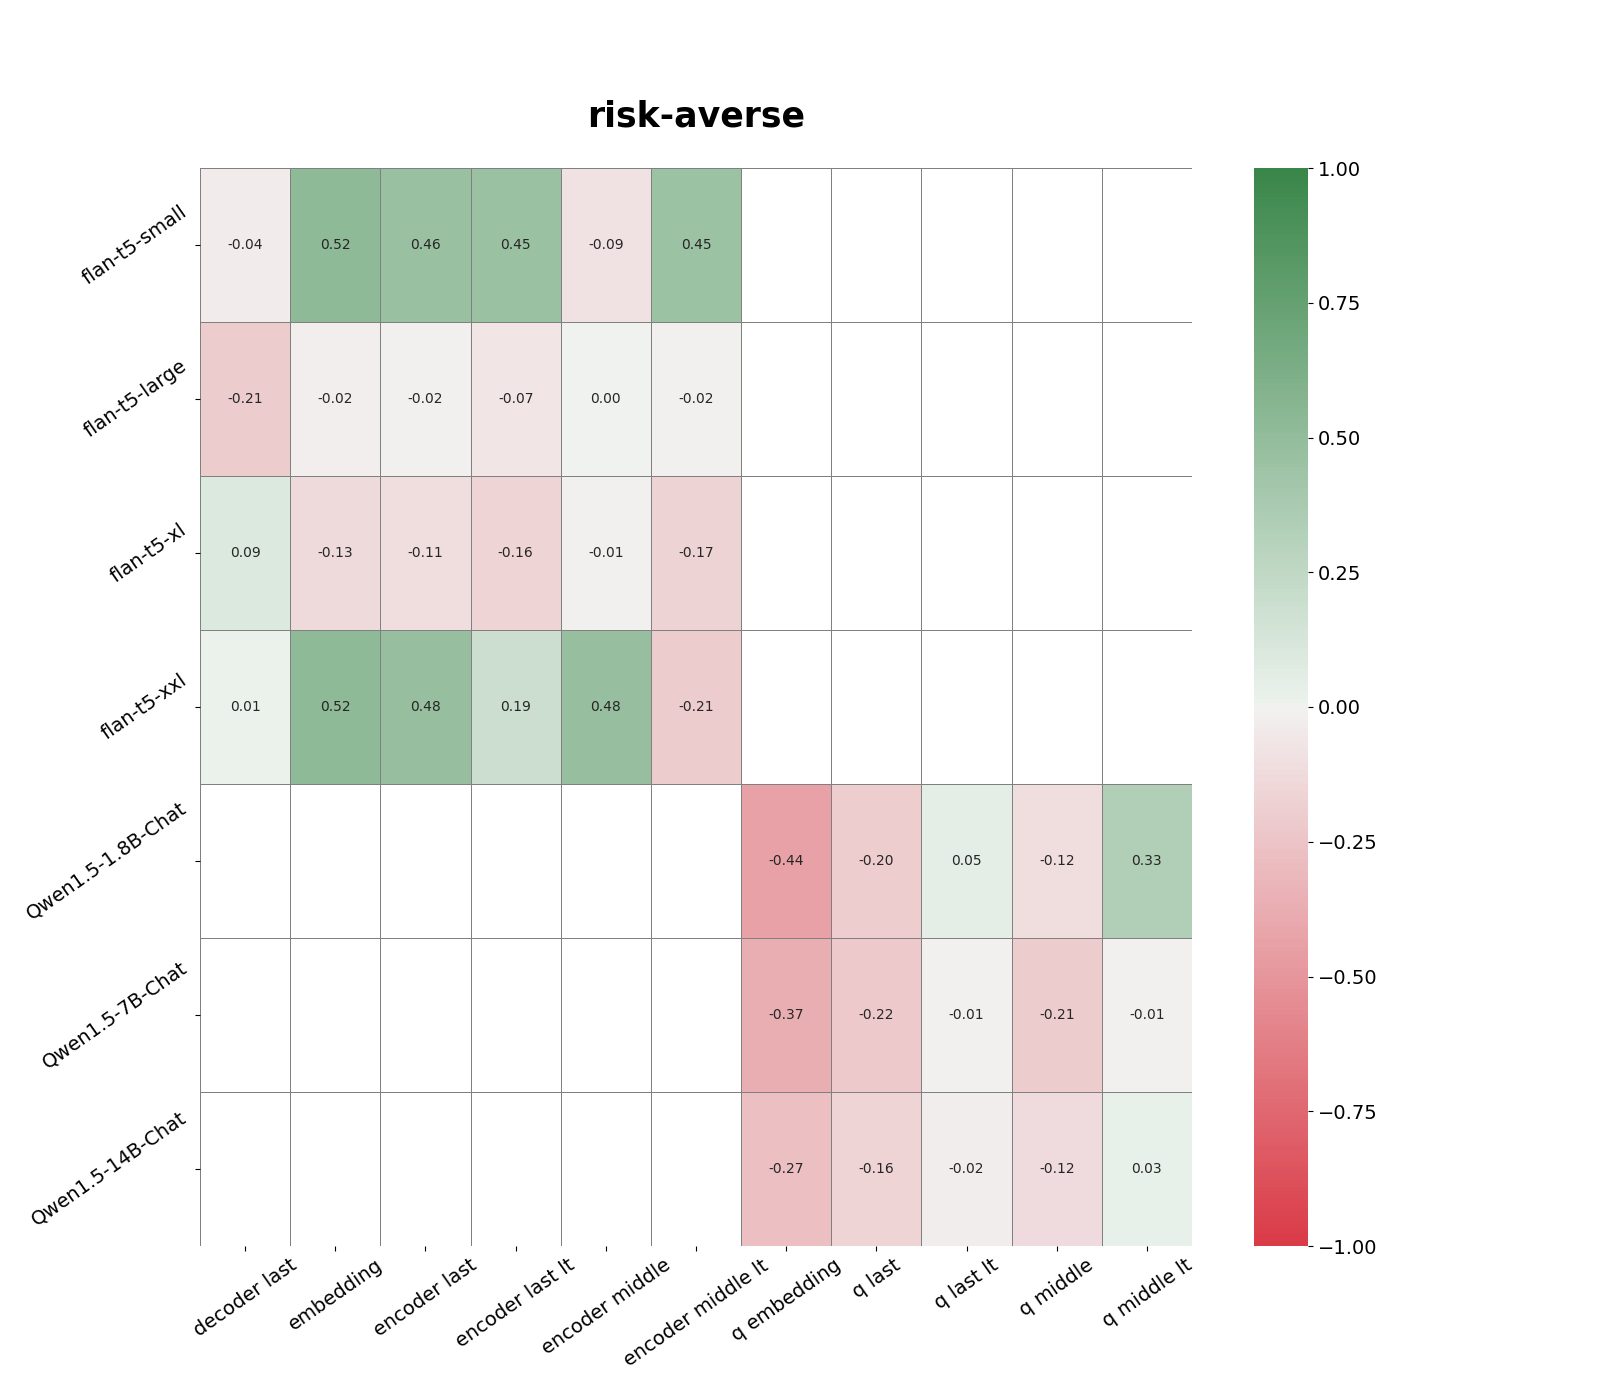 risk-averse
flan-t5-small
-0.04 0.52 0.46 0.45 -0.09 0.45
flan-t5-large
-0.21 -0.02 -0.02 -0.07 0.00 -0.02
flan-t5-xl
0.09 -0.13 -0.11 -0.16 -0.01 -0.17
flan-t5-xxl
0.01 0.52 0.48 0.19 0.48 -0.21
Qwen1.5-1.8B-Chat
-0.44 -0.20 0.05 -0.12 0.33
Qwen1.5-7B-Chat
-0.37 -0.22 -0.01 -0.21 -0.01
Qwen1.5-14B-Chat
-0.27 -0.16 -0.02 -0.12 0.03
decoder last
embedding
encoder last
encoder last lt
encoder middle
encoder middle lt
q embedding
q last
q last lt
q middle
q middle lt
1.00
0.75
0.50
0.25
0.00
−0.25
−0.50
−0.75
−1.00